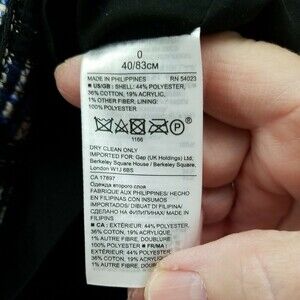 0
40/83CM
MADE IN PHILIPPINES RN 54023
■ US/GB : SHELL: 44% POLYESTER,
36% COTTON, 19% ACRYLIC,
1% OTHER FIBER, LINING:
100% POLYESTER
P
1166
DRY CLEAN ONLY
IMPORTED FOR: Gap (UK Holdings) Ltd.
Berkeley Square House / Berkeley Square,
London W1J 6BS
CA 17897
Одежда второго слоя
FABRIQUE AUX PHILIPPINES/ HECHO
EN FILIPINAS CON INSUMOS
IMPORTADOS/ DIBUAT DI FILIPINA/
СДЕЛАНО НА ФИЛИППИНАХ/ MADE IN
FILIPINS
■ CA : EXTÉRIEUR: 44% POLYESTER,
36% COTON, 19% ACRYLIQUE,
1% AUTRE FIBRE, DOUBLURE:
100% POLYESTER ■ FR :
EXTÉRIEUR: 44% POLYESTER,
36% COTON, 19% ACRYLIQUE,
1% AUTRE FIBRE, DOUBLURE: